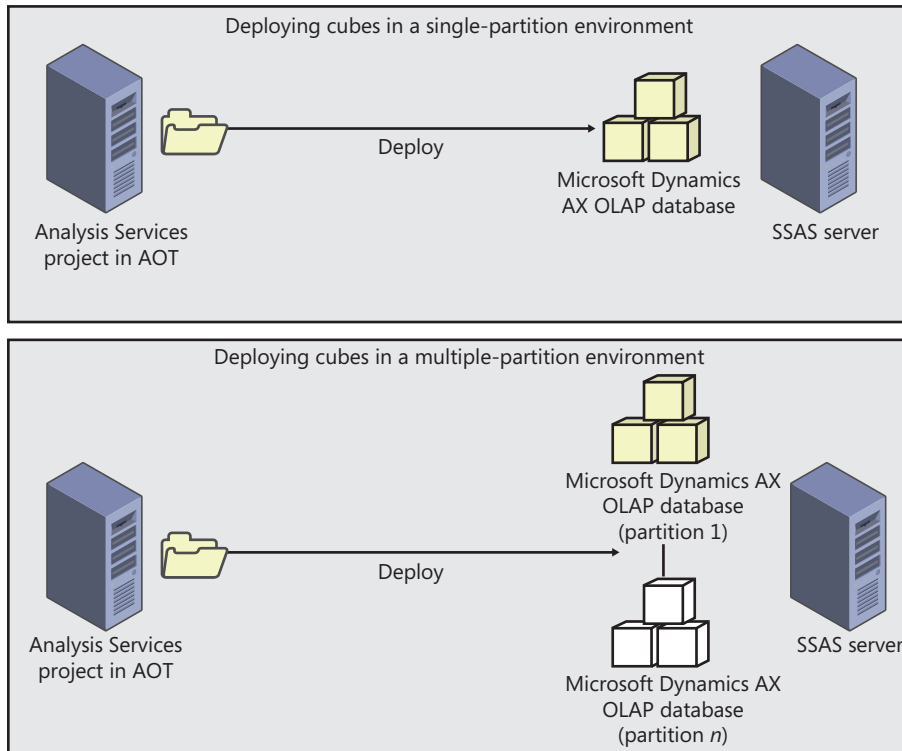 Deploying cubes in a single-partition environment
Deploy
Microsoft Dynamics
AX OLAP database
Analysis Services
project in AOT
SSAS server
Deploying cubes in a multiple-partition environment
Microsoft Dynamics AX
OLAP database
(partition 1)
Deploy
Analysis Services
project in AOT
SSAS server
Microsoft Dynamics AX
OLAP database
(partition n)